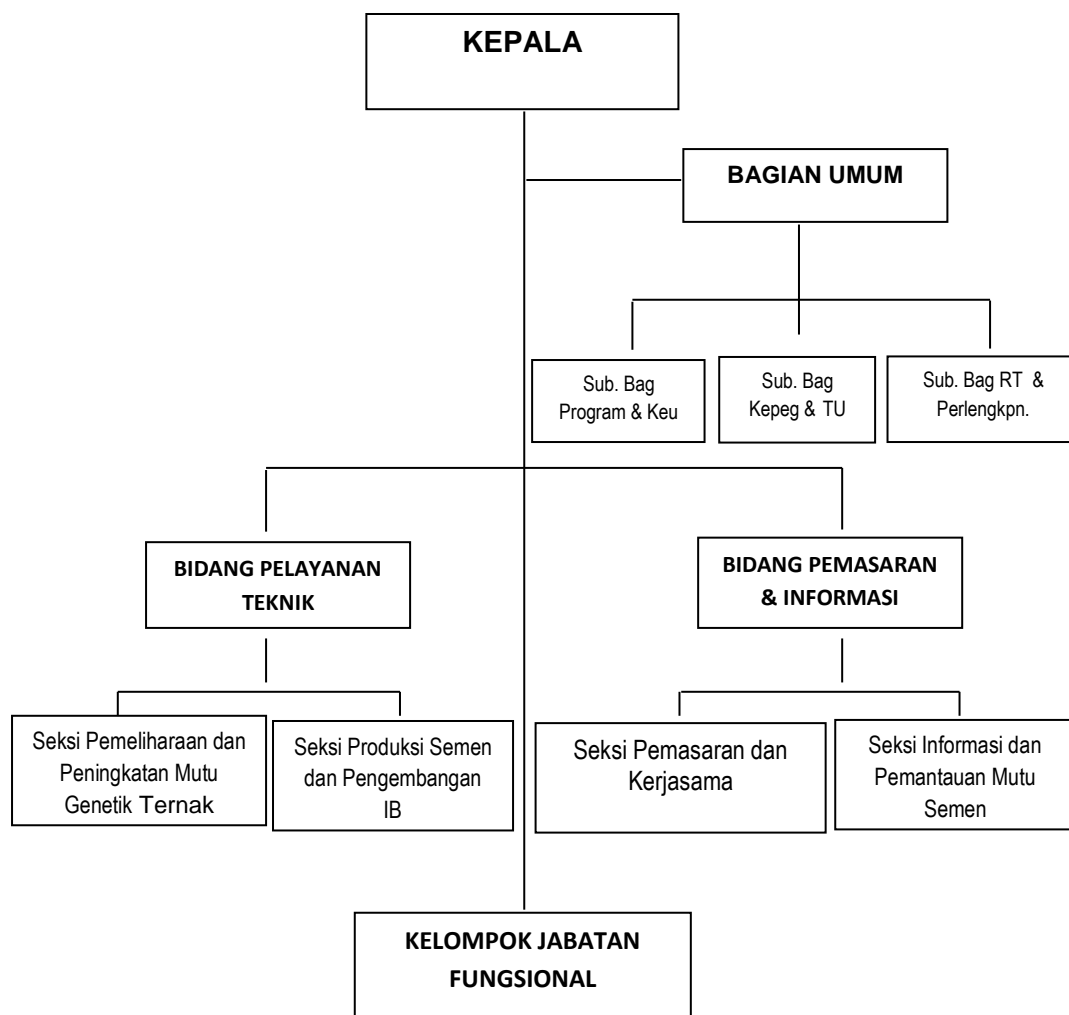 KEPALA
BAGIAN UMUM
Sub. Bag
Program & Keu
Sub. Bag
Kepeg & TU
Sub. Bag RT &
Perlengkpn.
BIDANG PELAYANAN
TEKNIK
BIDANG PEMASARAN
& INFORMASI
Seksi Pemeliharaan dan
Peningkatan Mutu
Genetik Ternak
Seksi Produksi Semen
dan Pengembangan
IB
Seksi Pemasaran dan
Kerjasama
Seksi Informasi dan
Pemantauan Mutu
Semen
KELOMPOK JABATAN
FUNGSIONAL